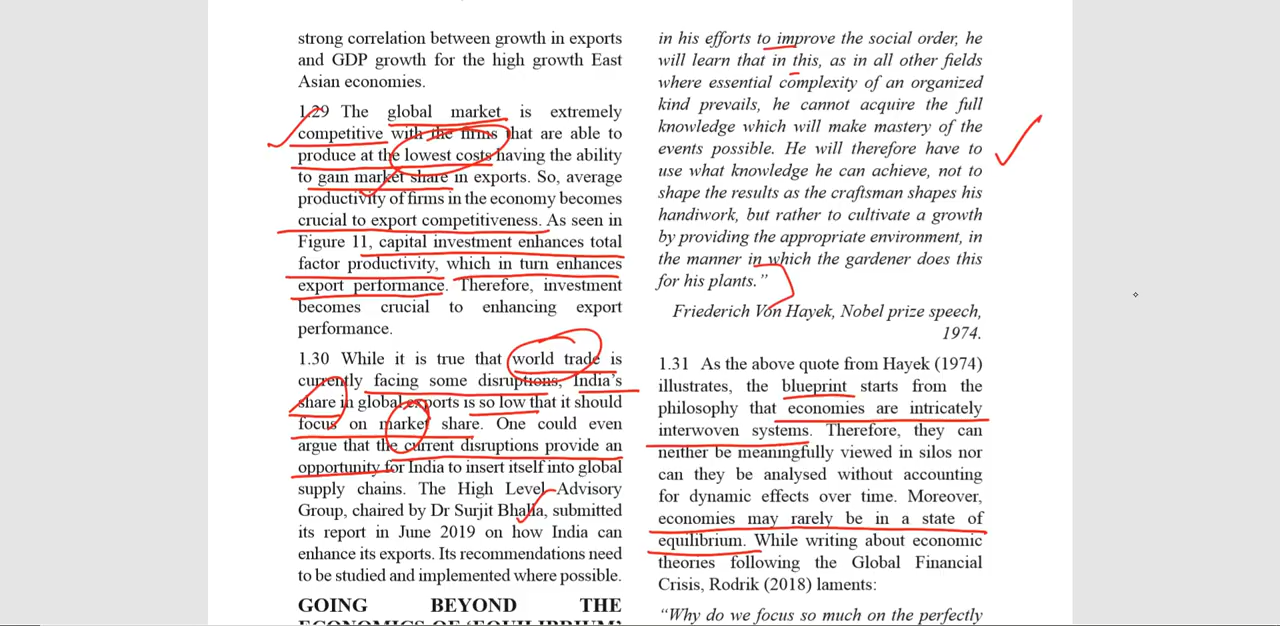 strong correlation between growth in exports
and GDP growth for the high growth East
Asian economies.
1.29 The global market is extremely
competitive with the firms that are able to
produce at the lowest costs having the ability
to gain market share in exports. So, average
productivity of firms in the economy becomes
crucial to export competitiveness. As seen in
Figure 11, capital investment enhances total
factor productivity, which in turn enhances
export performance. Therefore, investment
becomes crucial to enhancing export
performance.
1.30 While it is true that world trade is
currently facing some disruptions, India's
share in global exports is so low that it should
focus on market share. One could even
argue that the current disruptions provide an
opportunity for India to insert itself into global
supply chains. The High Level Advisory
Group, chaired by Dr Surjit Bhalla, submitted
its report in June 2019 on how India can
enhance its exports. Its recommendations need
to be studied and implemented where possible.
GOING BEYOND THE
ECONOMICS OF 'EQUILIBRIUM'
in his efforts to improve the social order, he
will learn that in this, as in all other fields
where essential complexity of an organized
kind prevails, he cannot acquire the full
knowledge which will make mastery of the
events possible. He will therefore have to
use what knowledge he can achieve, not to
shape the results as the craftsman shapes his
handiwork, but rather to cultivate a growth
by providing the appropriate environment, in
the manner in which the gardener does this
for his plants."
Friederich Von Hayek, Nobel prize speech,
1974.
1.31 As the above quote from Hayek (1974)
illustrates, the blueprint starts from the
philosophy that economies are intricately
interwoven systems. Therefore, they can
neither be meaningfully viewed in silos nor
can they be analysed without accounting
for dynamic effects over time. Moreover,
economies may rarely be in a state of
equilibrium. While writing about economic
theories following the Global Financial
Crisis, Rodrik (2018) laments:
"Why do we focus so much on the perfectly